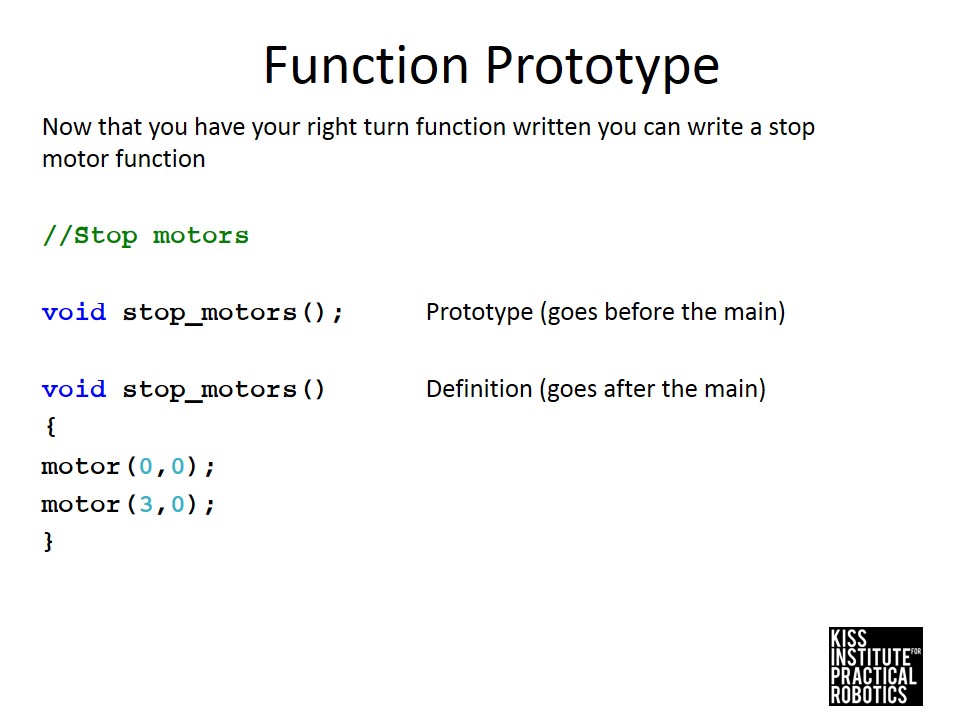 Function Prototype
Now that you have your right turn function written you can write a stop
motor function
//Stop motors
void stop_motors(); Prototype (goes before the main)
void stop_motors() Definition (goes after the main)
{
motor(0,0);
motor(3,0);
}
KISS
INSTITUTE FOR
PRACTICAL
ROBOTICS